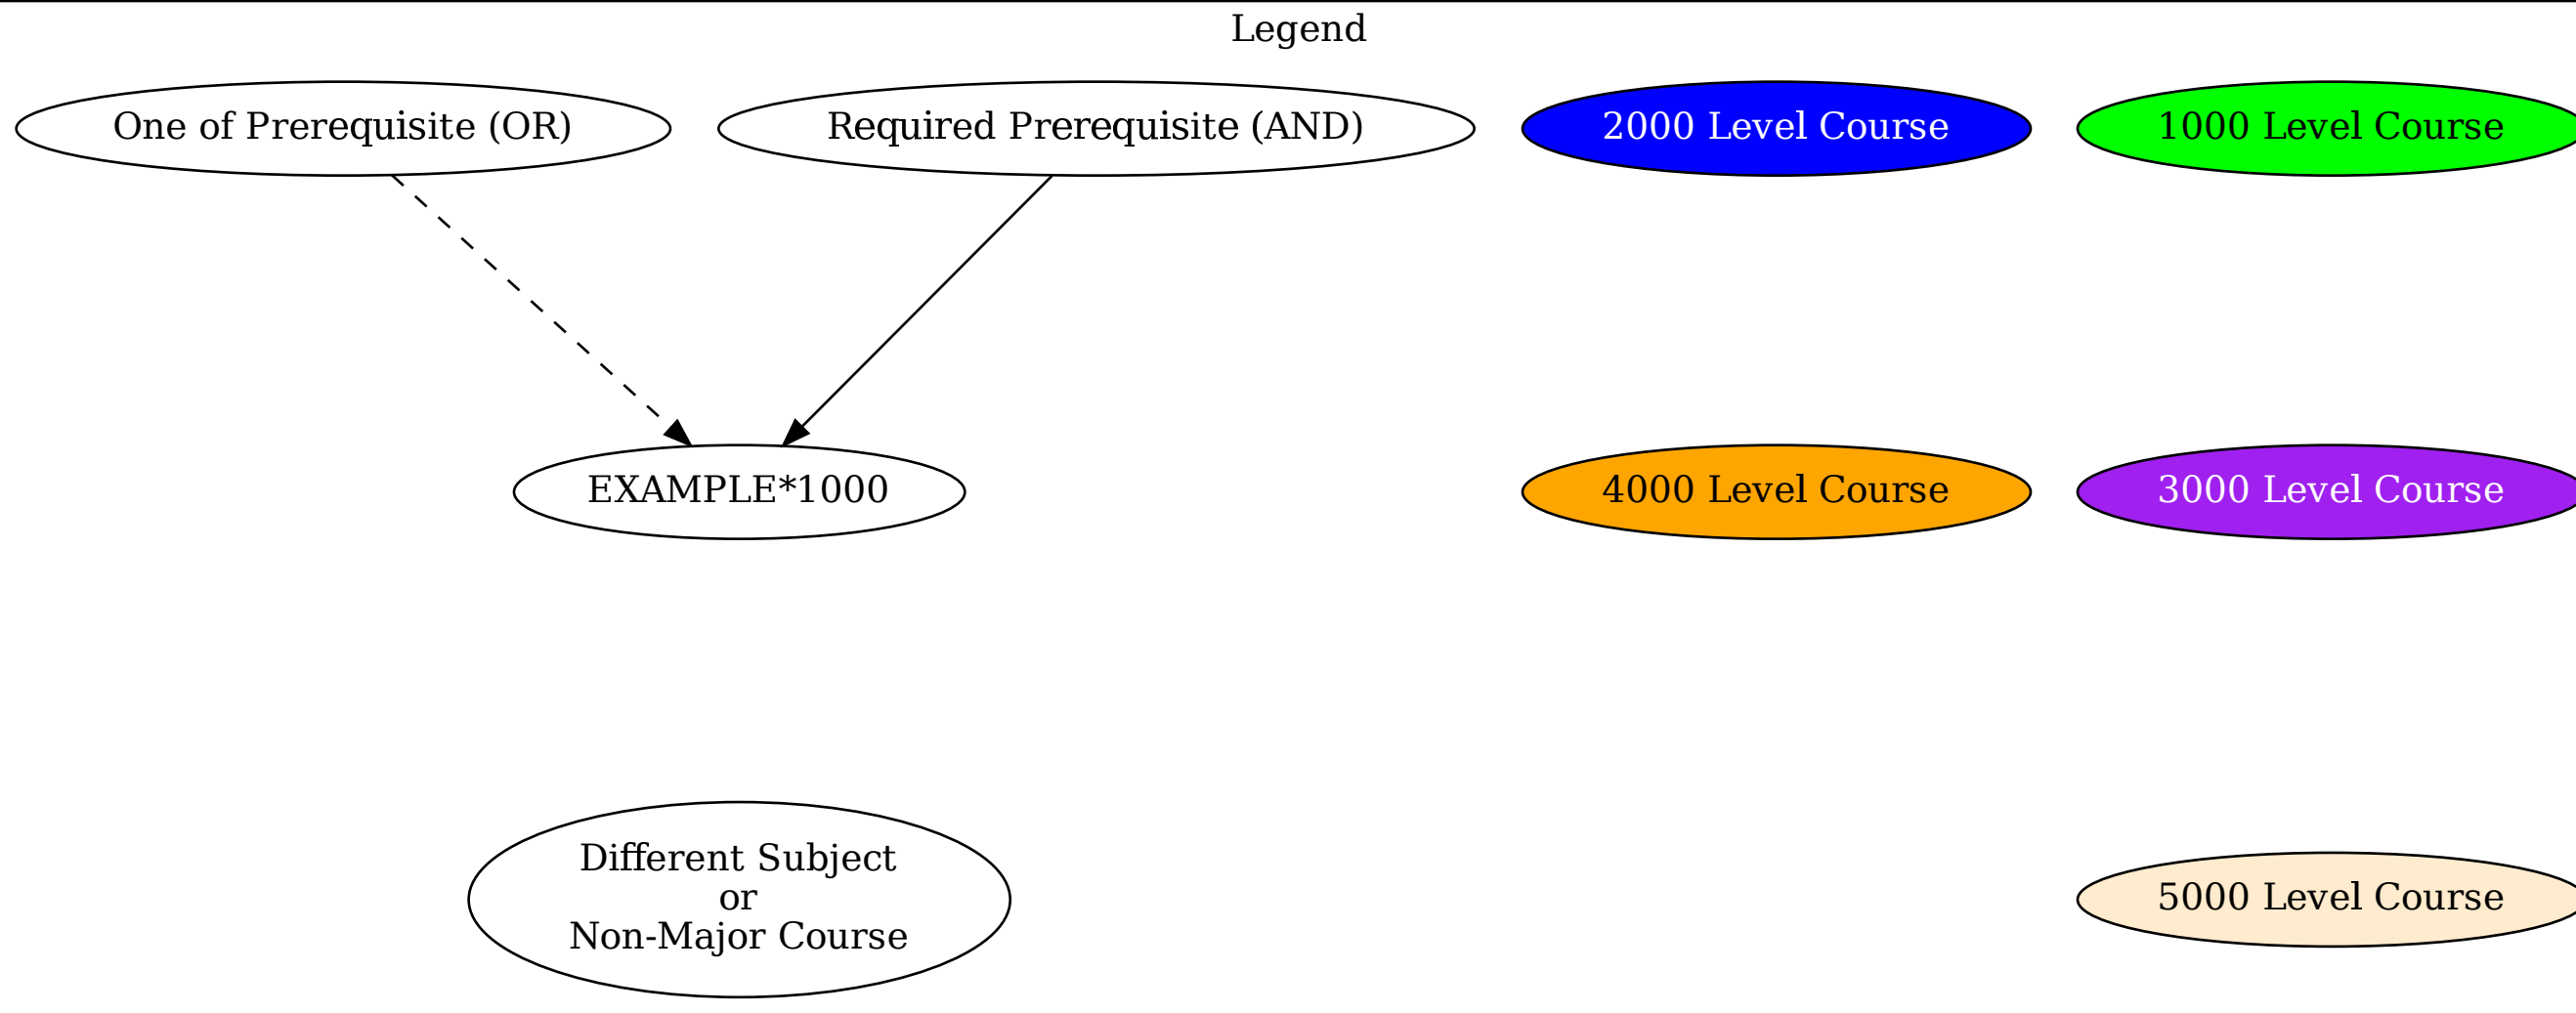 Legend
One of Prerequisite (OR)
Required Prerequisite (AND)
2000 Level Course
1000 Level Course
EXAMPLE*1000
4000 Level Course
3000 Level Course
Different Subject
or
Non-Major Course
5000 Level Course